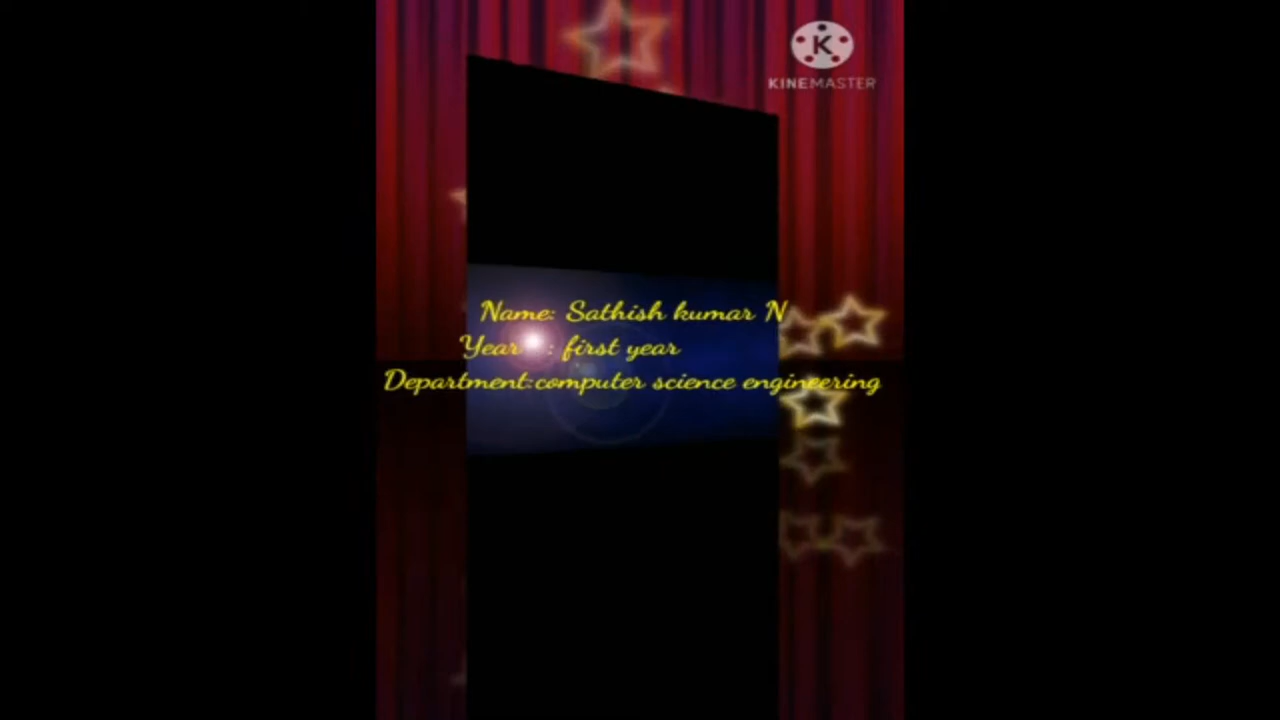 K
KINEMASTER
Name: Sathish kumar N
Year : first year
Department:computer science engineering